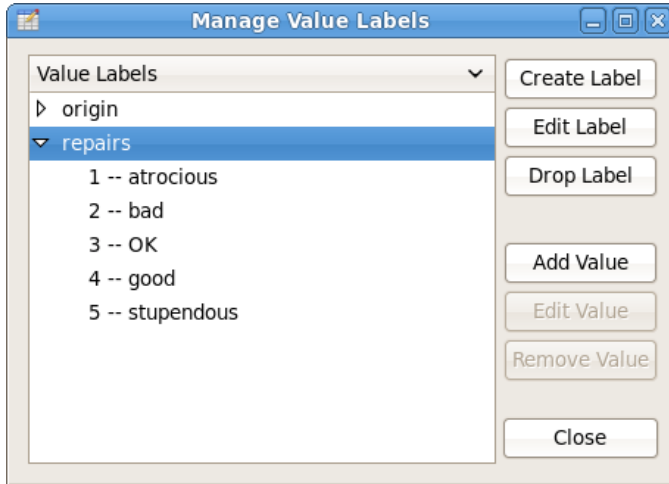 Manage Value Labels
Value Labels
origin
repairs
1 -- atrocious
2 -- bad
3 -- OK
4 -- good
5 -- stupendous
Create Label
Edit Label
Drop Label
Add Value
Edit Value
Remove Value
Close